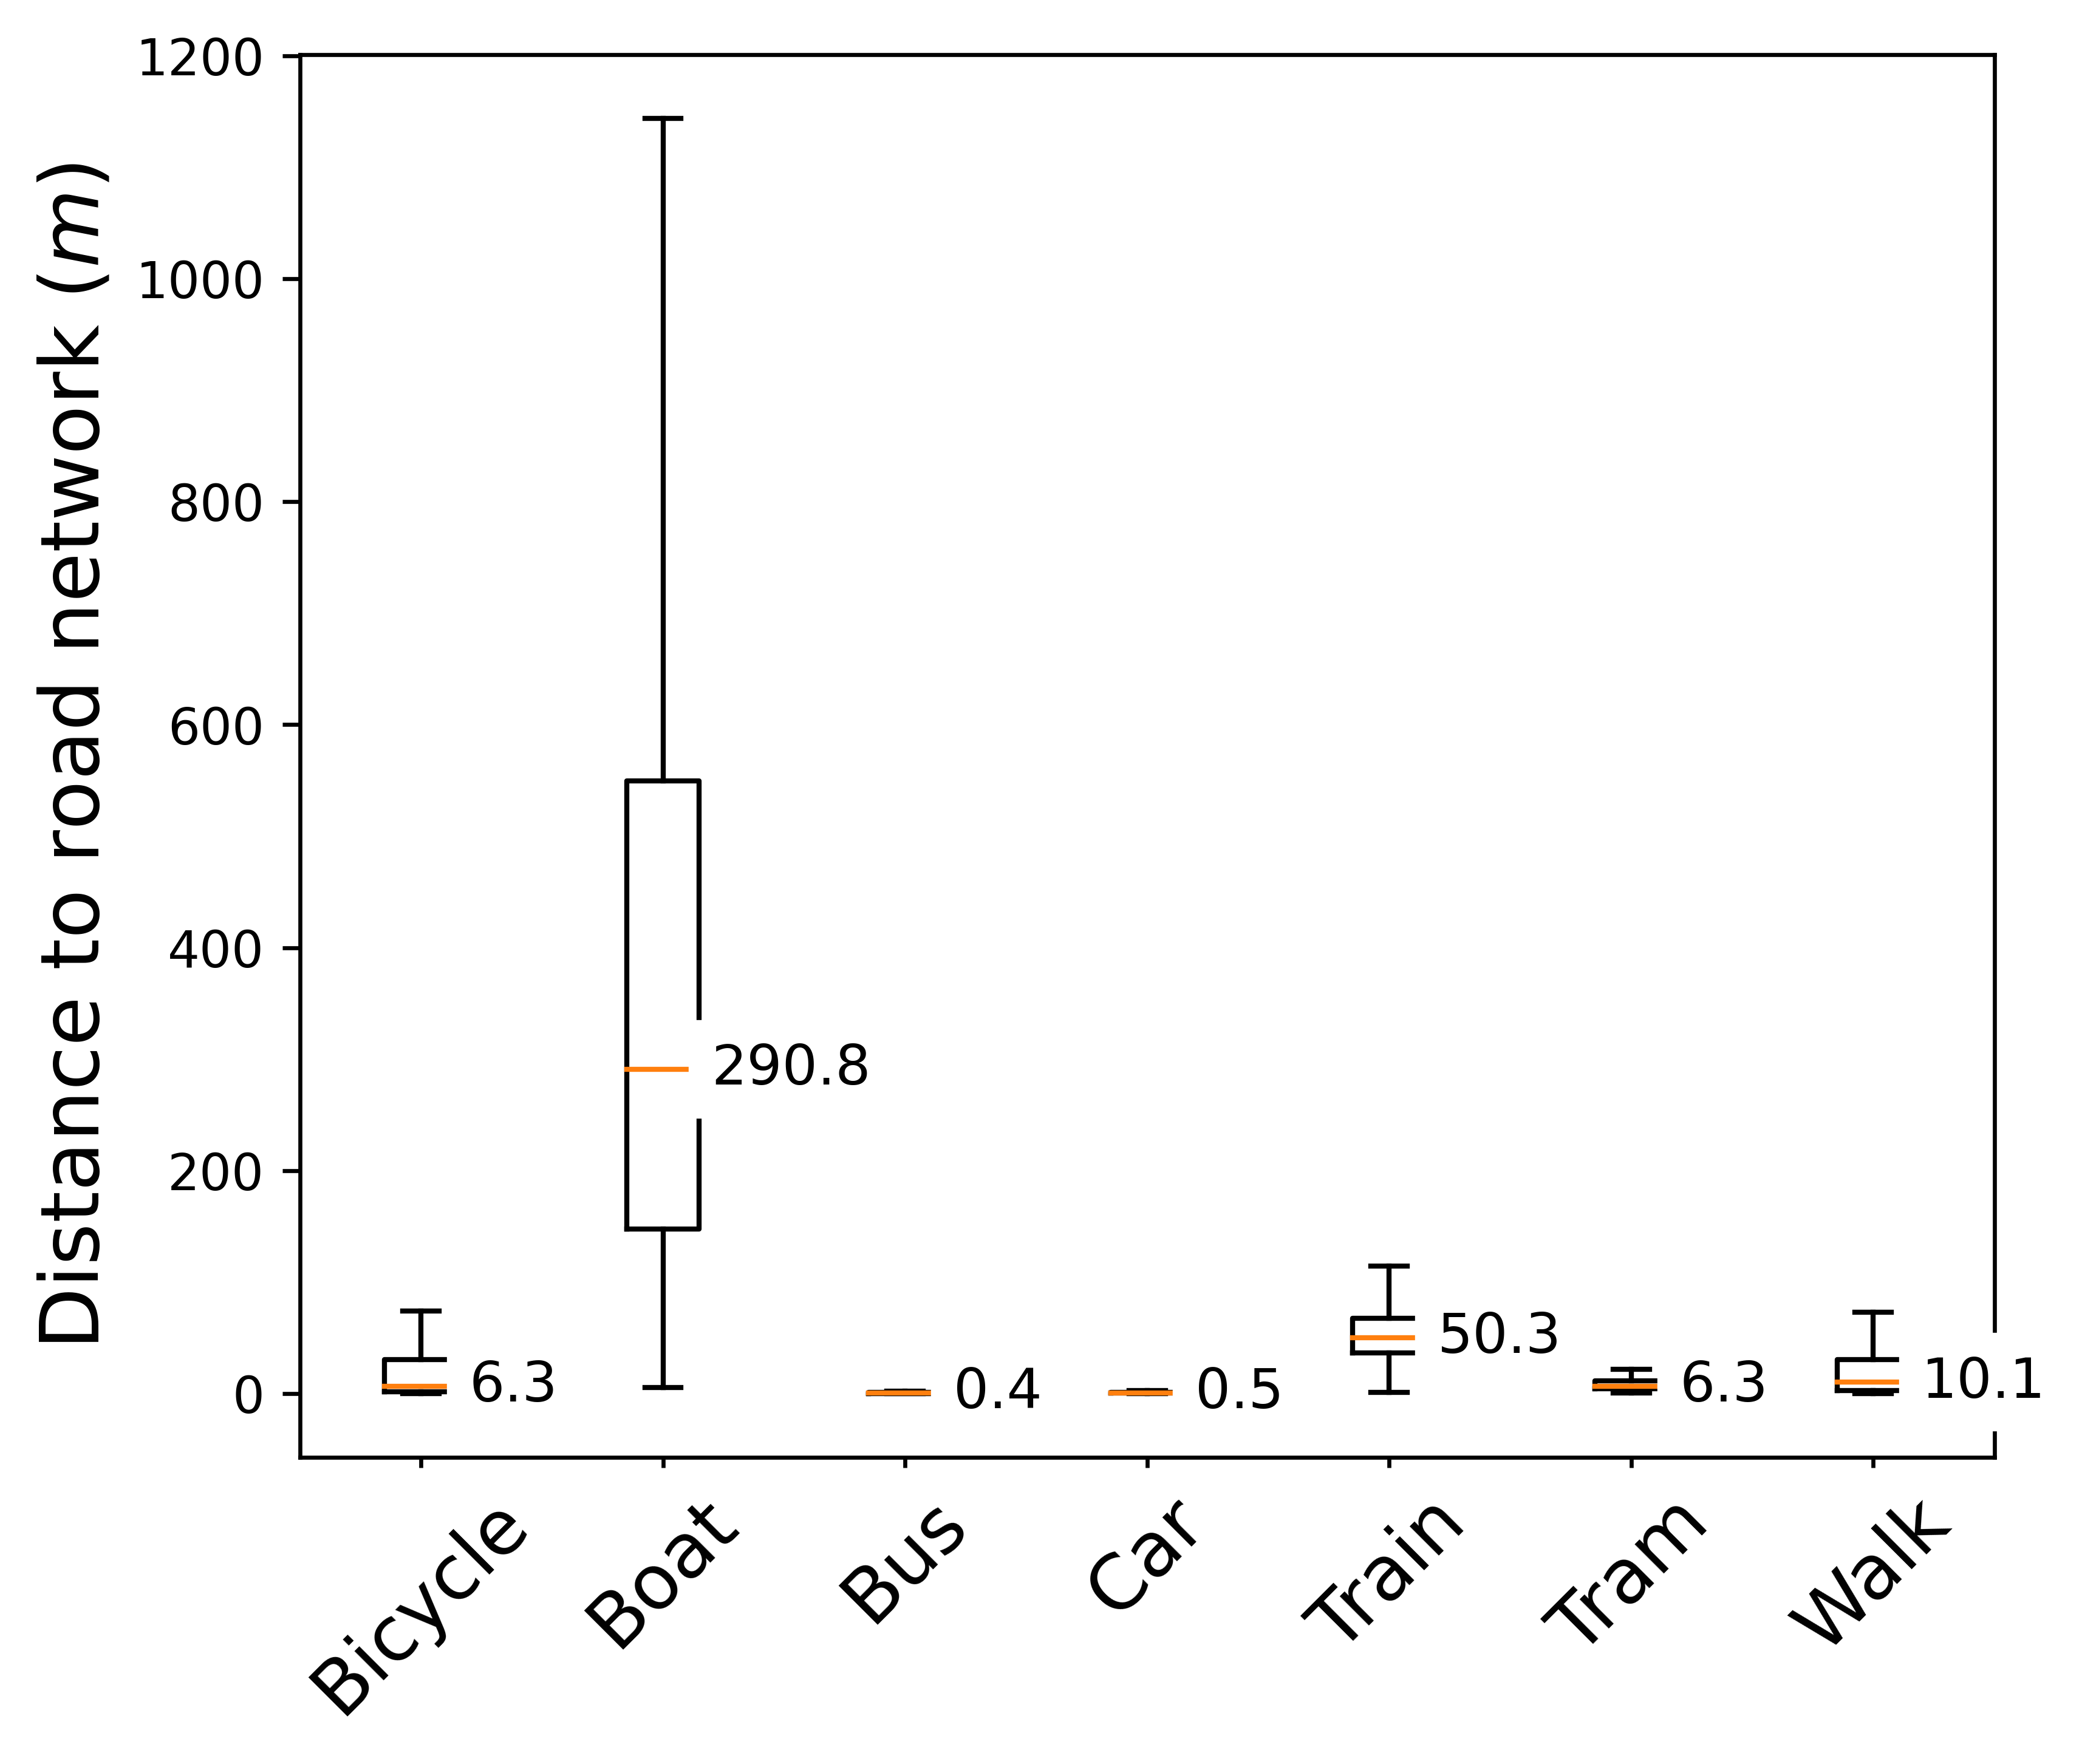 Distance to road network (m)
1200
1000
800
600
400
200
0
6.3
290.8
0.4
0.5
50.3
6.3
10.1
Bicycle
Boat
Bus
Car
Train
Tram
Walk